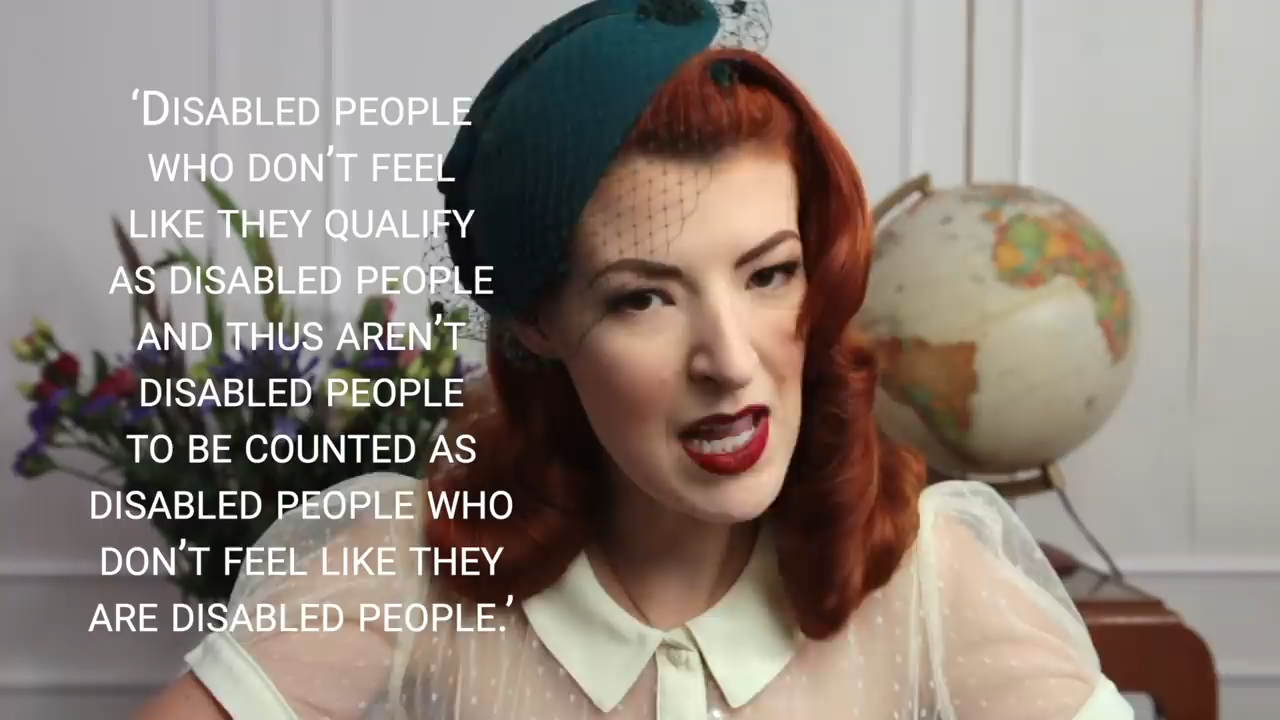 ‘Disabled people
who don’t feel
like they qualify
as disabled people
and thus aren’t
disabled people
to be counted as
disabled people who
don’t feel like they
are disabled people.’